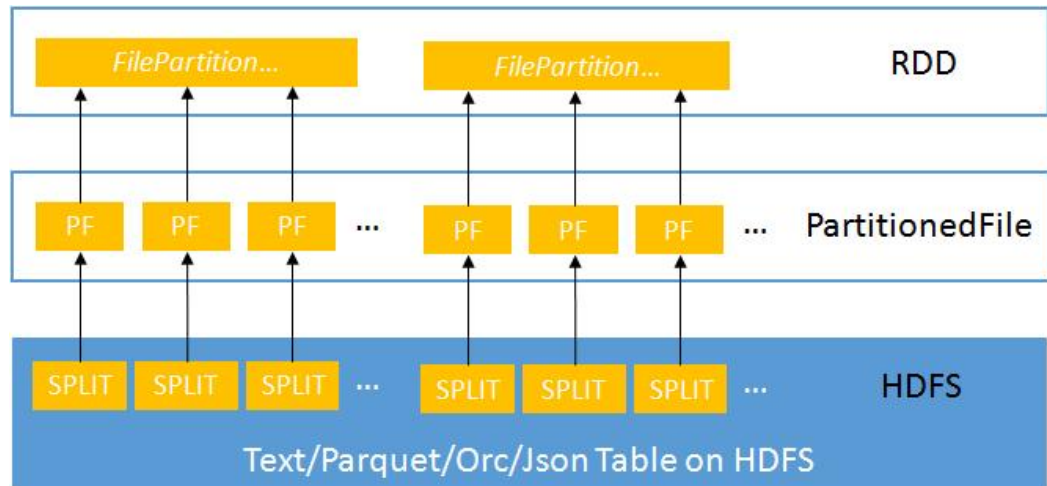 FilePartition... FilePartition... RDD
PF PF PF ... PF PF PF ... PartitionedFile
SPLIT SPLIT SPLIT ... SPLIT SPLIT SPLIT ... HDFS
Text/Parquet/Orc/Json Table on HDFS